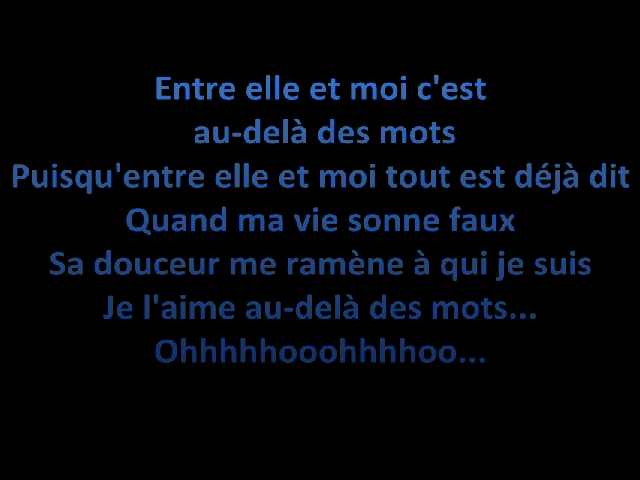 Entre elle et moi c'est
au-delà des mots
Puisqu'entre elle et moi tout est déjà dit
Quand ma vie sonne faux
Sa douceur me ramène à qui je suis
Je l'aime au-delà des mots...
Ohhhhhooohhhhoo...